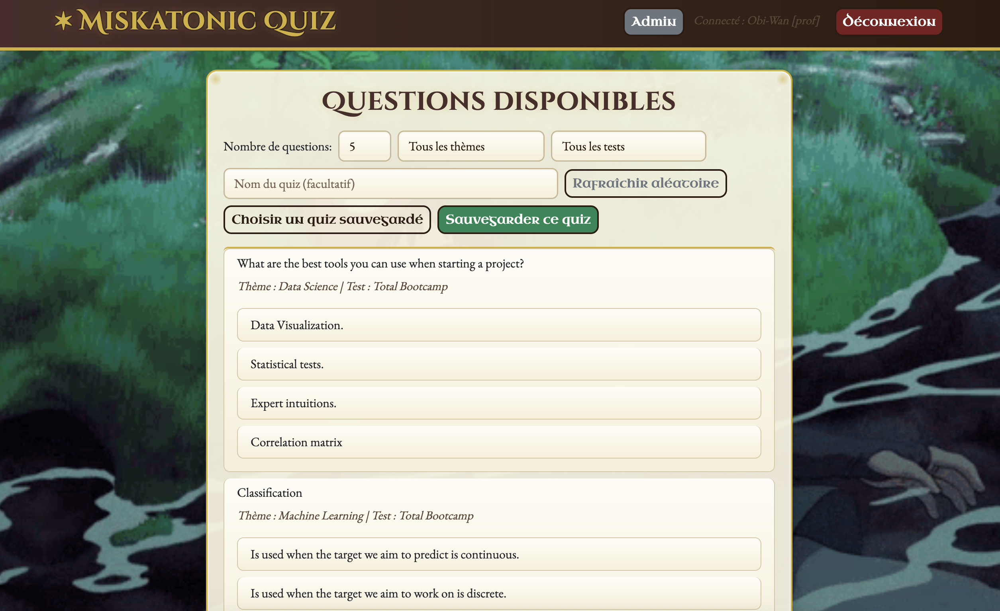 ✶ Miskatonic Quiz
Admin Connecté : Obi-Wan [prof] Déconnexion
Questions disponibles
Nombre de questions: 5 Tous les thèmes Tous les tests
Nom du quiz (facultatif) Rafraîchir aléatoire
Choisir un quiz sauvegardé Sauvegarder ce quiz
What are the best tools you can use when starting a project?
Thème : Data Science | Test : Total Bootcamp
Data Visualization.
Statistical tests.
Expert intuitions.
Correlation matrix
Classification
Thème : Machine Learning | Test : Total Bootcamp
Is used when the target we aim to predict is continuous.
Is used when the target we aim to work on is discrete.